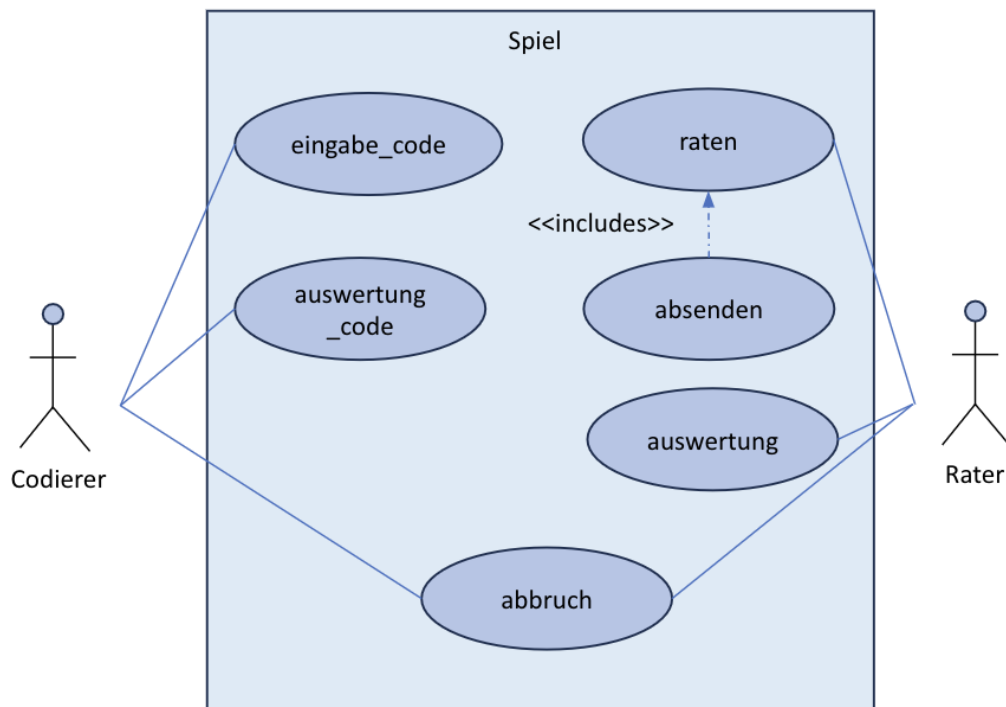 Spiel
eingabe_code
raten
<<includes>>
auswertung
_code
absenden
auswertung
Codierer
Rater
abbruch